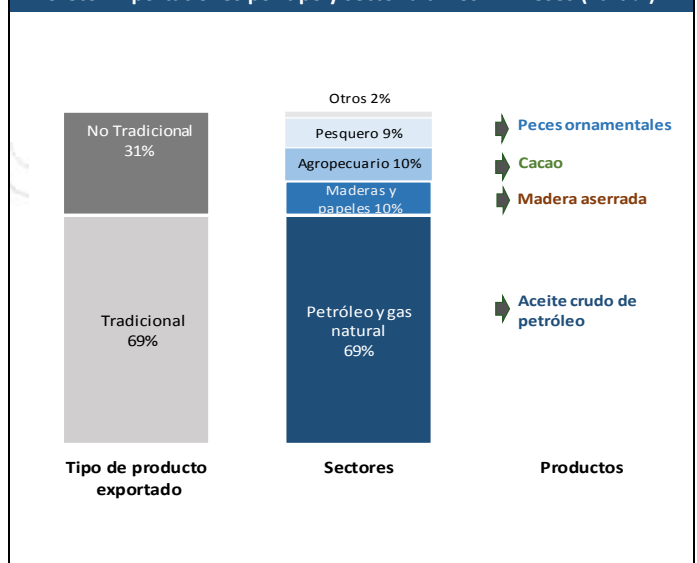 Otros 2%
No Tradicional
31%
Pesquero 9%
Agropecuario 10%
Maderas y
papeles 10%
Tradicional
69%
Petróleo y gas
natural
69%
Peces ornamentales
Cacao
Madera aserrada
Aceite crudo de
petróleo
Tipo de producto
exportado
Sectores
Productos